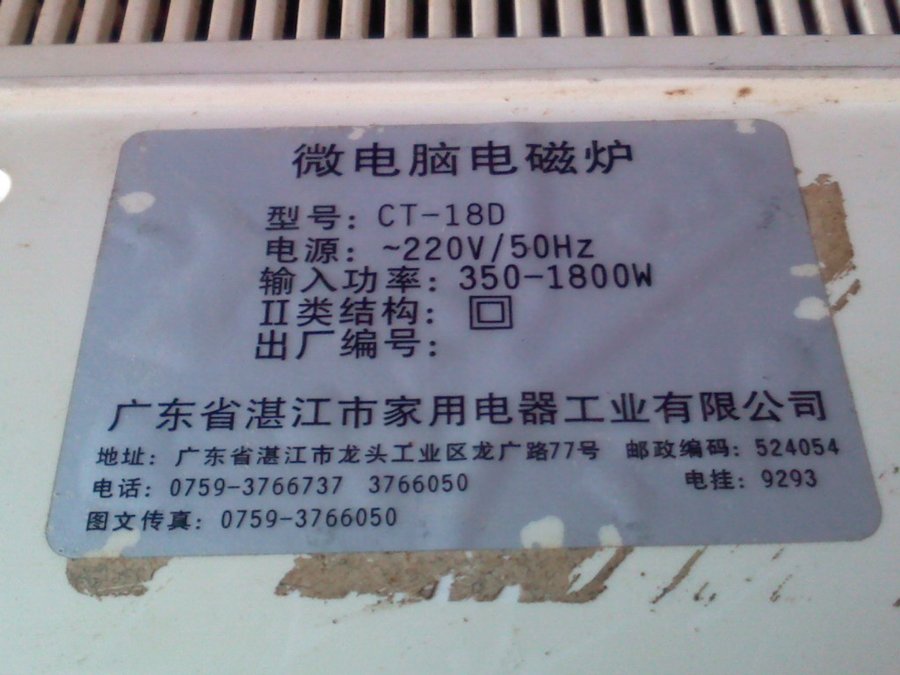 微电脑电磁炉
型号: CT-18D
电源: ~220V/50Hz
输入功率: 350-1800W
II类结构:
出厂编号:
广东省湛江市家用电器工业有限公司
地址: 广东省湛江市龙头工业区龙广路77号 邮政编码: 524054
电话: 0759-3766737 3766050 电挂: 9293
图文传真: 0759-3766050